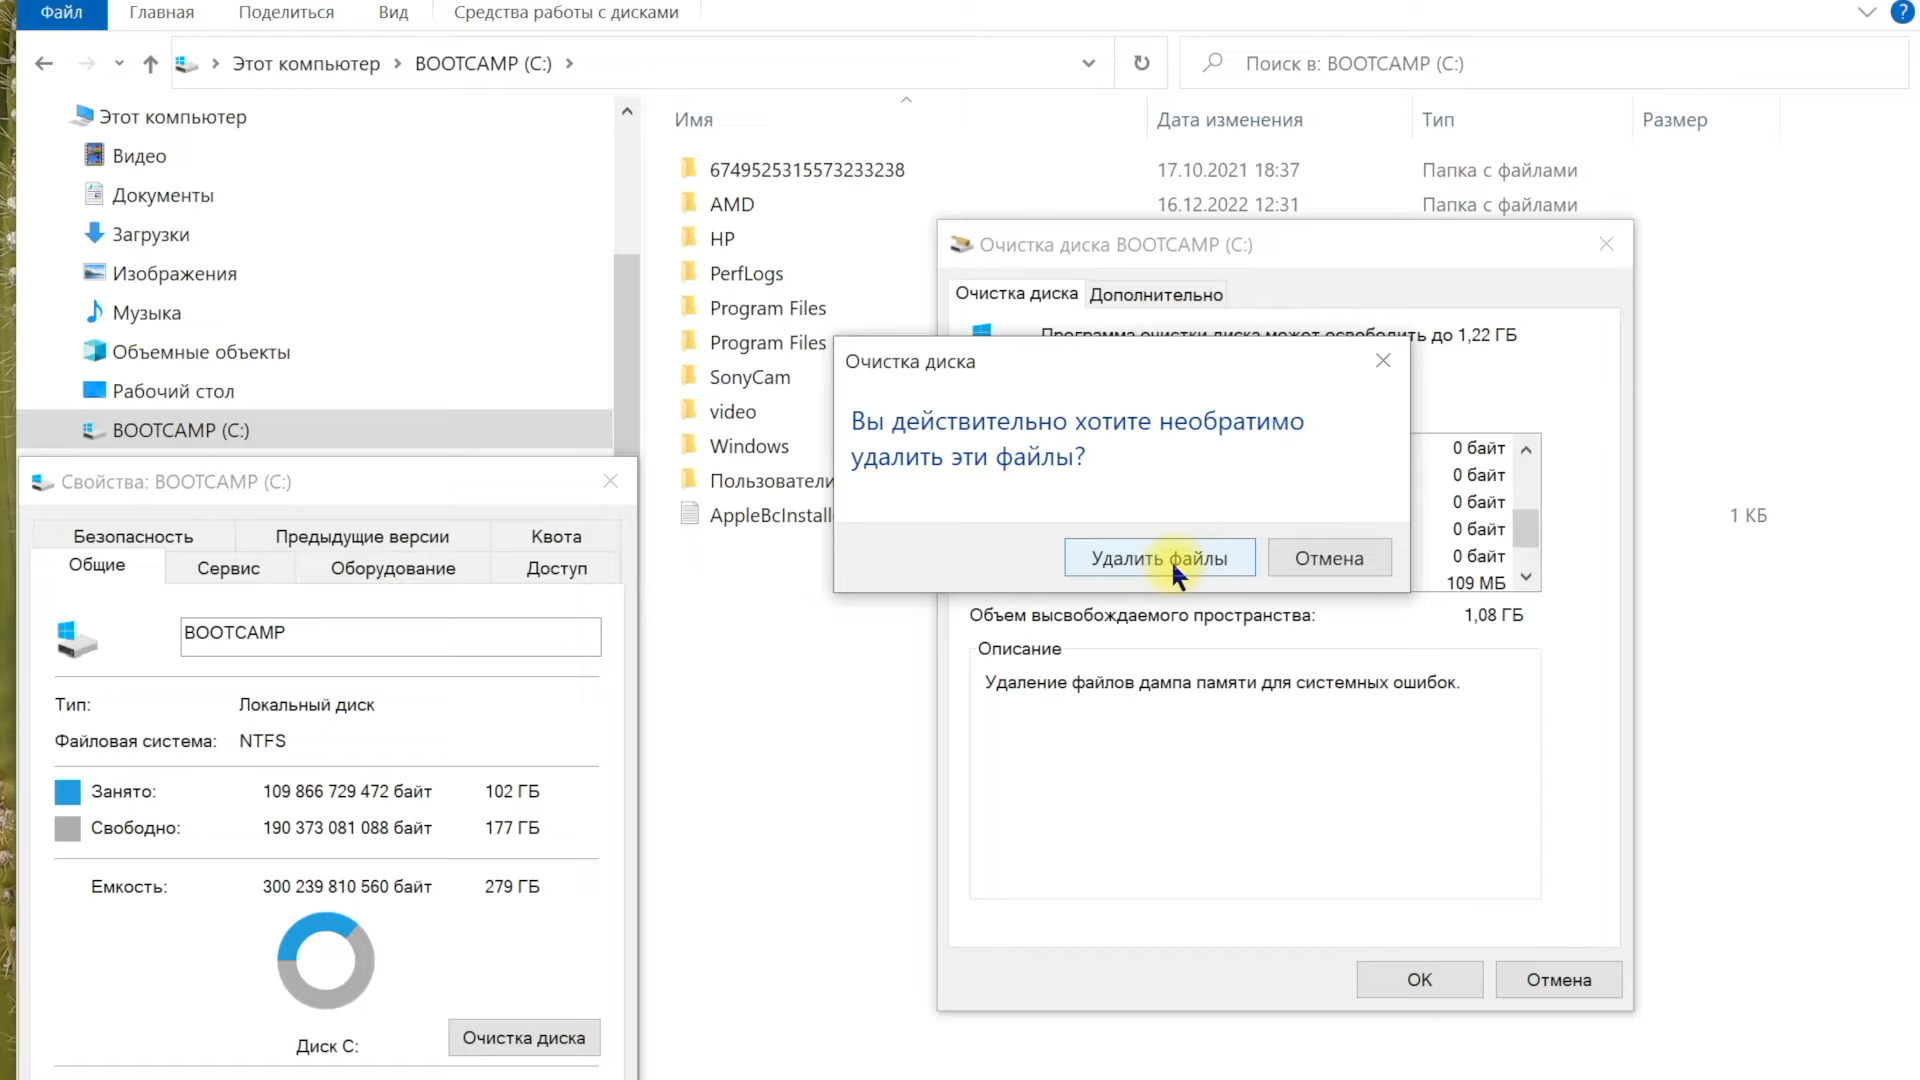 Файл Главная Поделиться Вид Средства работы с дисками
?
Этот компьютер BOOTCAMP (C:)
Поиск в: BOOTCAMP (C:)
Этот компьютер
Видео
Документы
Загрузки
Изображения
Музыка
Объемные объекты
Рабочий стол
BOOTCAMP (C:)
Имя Дата изменения Тип Размер
6749525315573233238 17.10.2021 18:37 Папка с файлами
AMD 16.12.2022 12:31 Папка с файлами
HP
PerfLogs
Program Files
Program Files
SonyCam
video
Windows
Пользователи
AppleBcInstall 1 КБ
Свойства: BOOTCAMP (C:)
Безопасность Предыдущие версии Квота
Общие Сервис Оборудование Доступ
BOOTCAMP
Тип: Локальный диск
Файловая система: NTFS
Занято: 109 866 729 472 байт 102 ГБ
Свободно: 190 373 081 088 байт 177 ГБ
Емкость: 300 239 810 560 байт 279 ГБ
Диск C:
Очистка диска
Очистка диска BOOTCAMP (C:)
Очистка диска Дополнительно
Программа очистки диска может освободить до 1,22 ГБ
0 байт
0 байт
0 байт
0 байт
0 байт
109 МБ
Объем высвобождаемого пространства: 1,08 ГБ
Описание
Удаление файлов дампа памяти для системных ошибок.
OK Отмена
Очистка диска
Вы действительно хотите необратимо
удалить эти файлы?
Удалить файлы Отмена